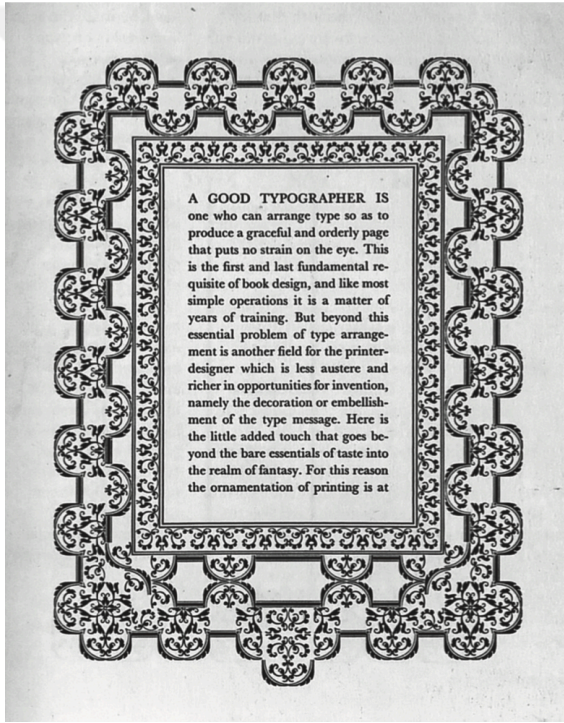 A GOOD TYPOGRAPHER IS
one who can arrange type so as to
produce a graceful and orderly page
that puts no strain on the eye. This
is the first and last fundamental re-
quisite of book design, and like most
simple operations it is a matter of
years of training. But beyond this
essential problem of type arrange-
ment is another field for the printer-
designer which is less austere and
richer in opportunities for invention,
namely the decoration or embellish-
ment of the type message. Here is
the little added touch that goes be-
yond the bare essentials of taste into
the realm of fantasy. For this reason
the ornamentation of printing is at